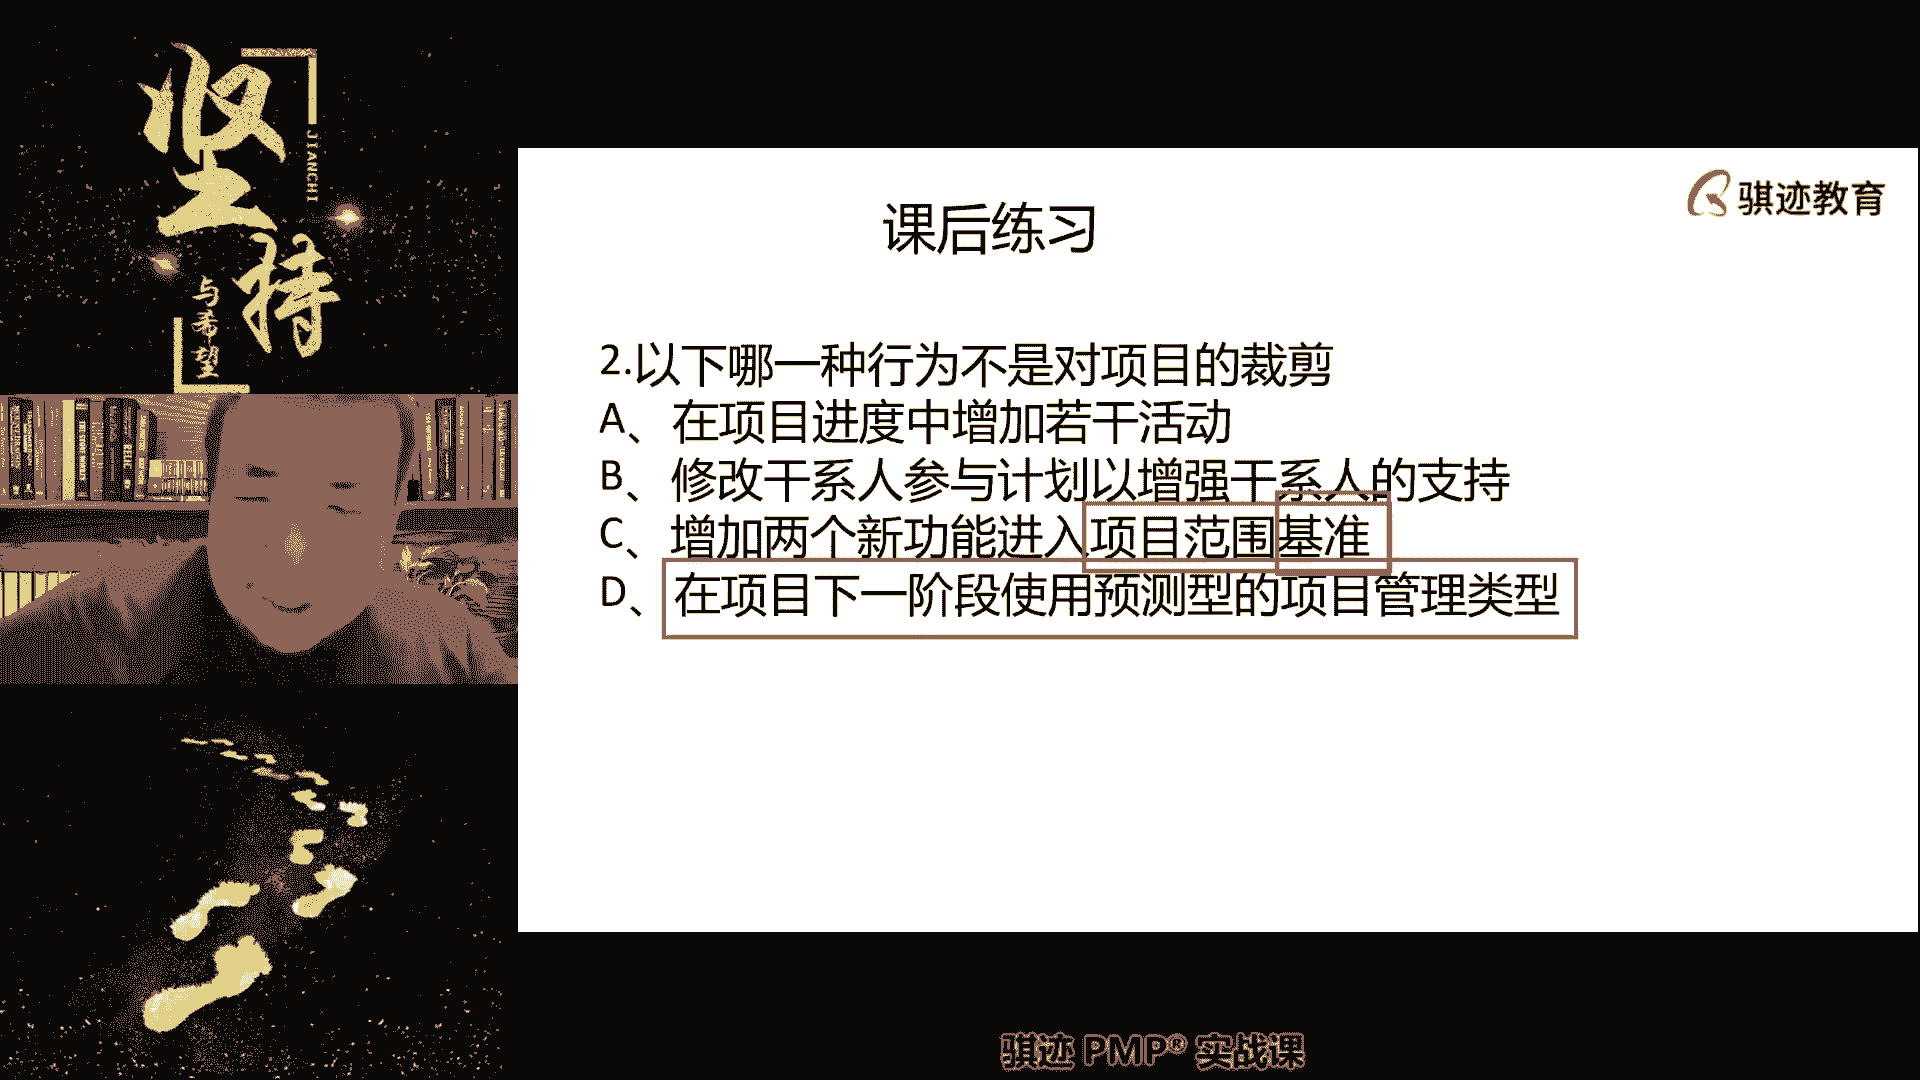 坚持
JIANCHI
与希望
骐迹教育
课后练习
2.以下哪一种行为不是对项目的裁剪
A、在项目进度中增加若干活动
B、修改干系人参与计划以增强干系人的支持
C、增加两个新功能进入项目范围基准
D、在项目下一阶段使用预测型的项目管理类型
骐迹 PMP® 实战课